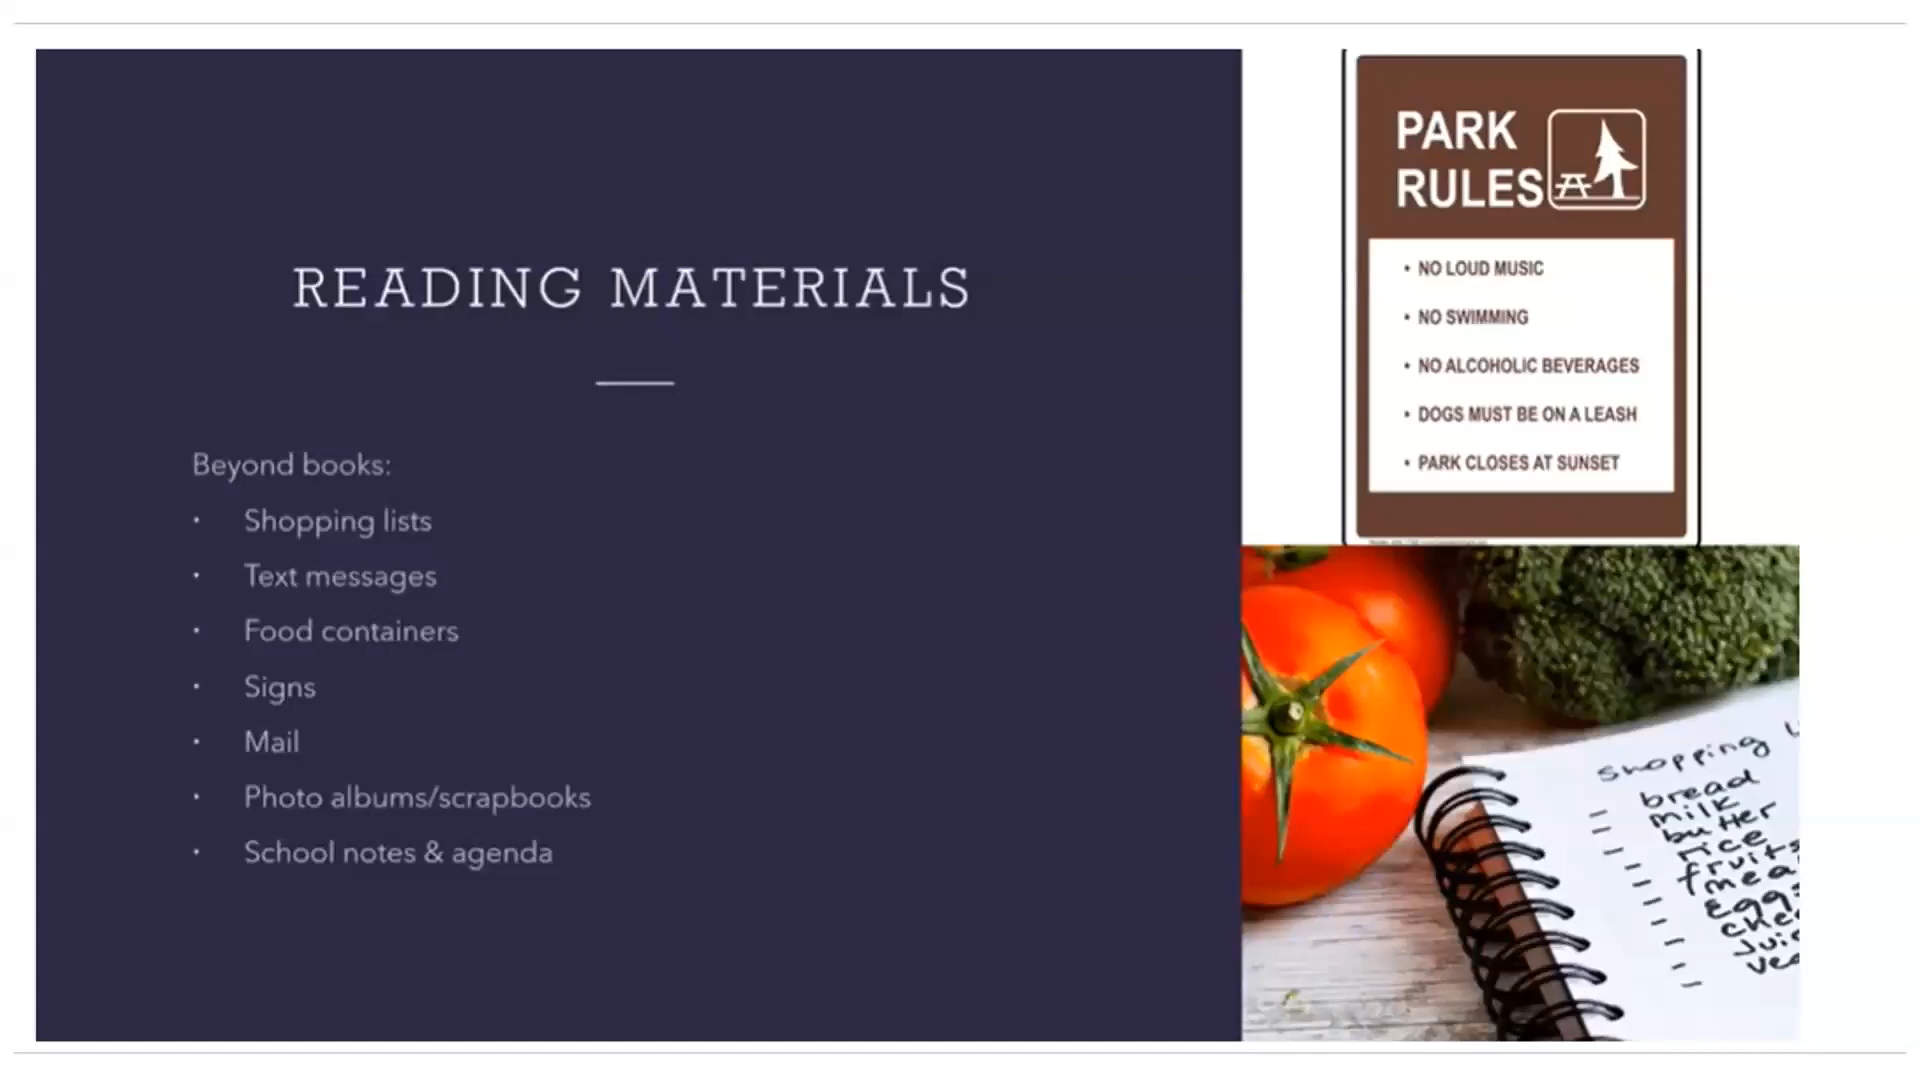 READING MATERIALS
Beyond books:
• Shopping lists
• Text messages
• Food containers
• Signs
• Mail
• Photo albums/scrapbooks
• School notes & agenda
PARK
RULES
• NO LOUD MUSIC
• NO SWIMMING
• NO ALCOHOLIC BEVERAGES
• DOGS MUST BE ON A LEASH
• PARK CLOSES AT SUNSET
shopping
bread
milk
butter
rice
fruits